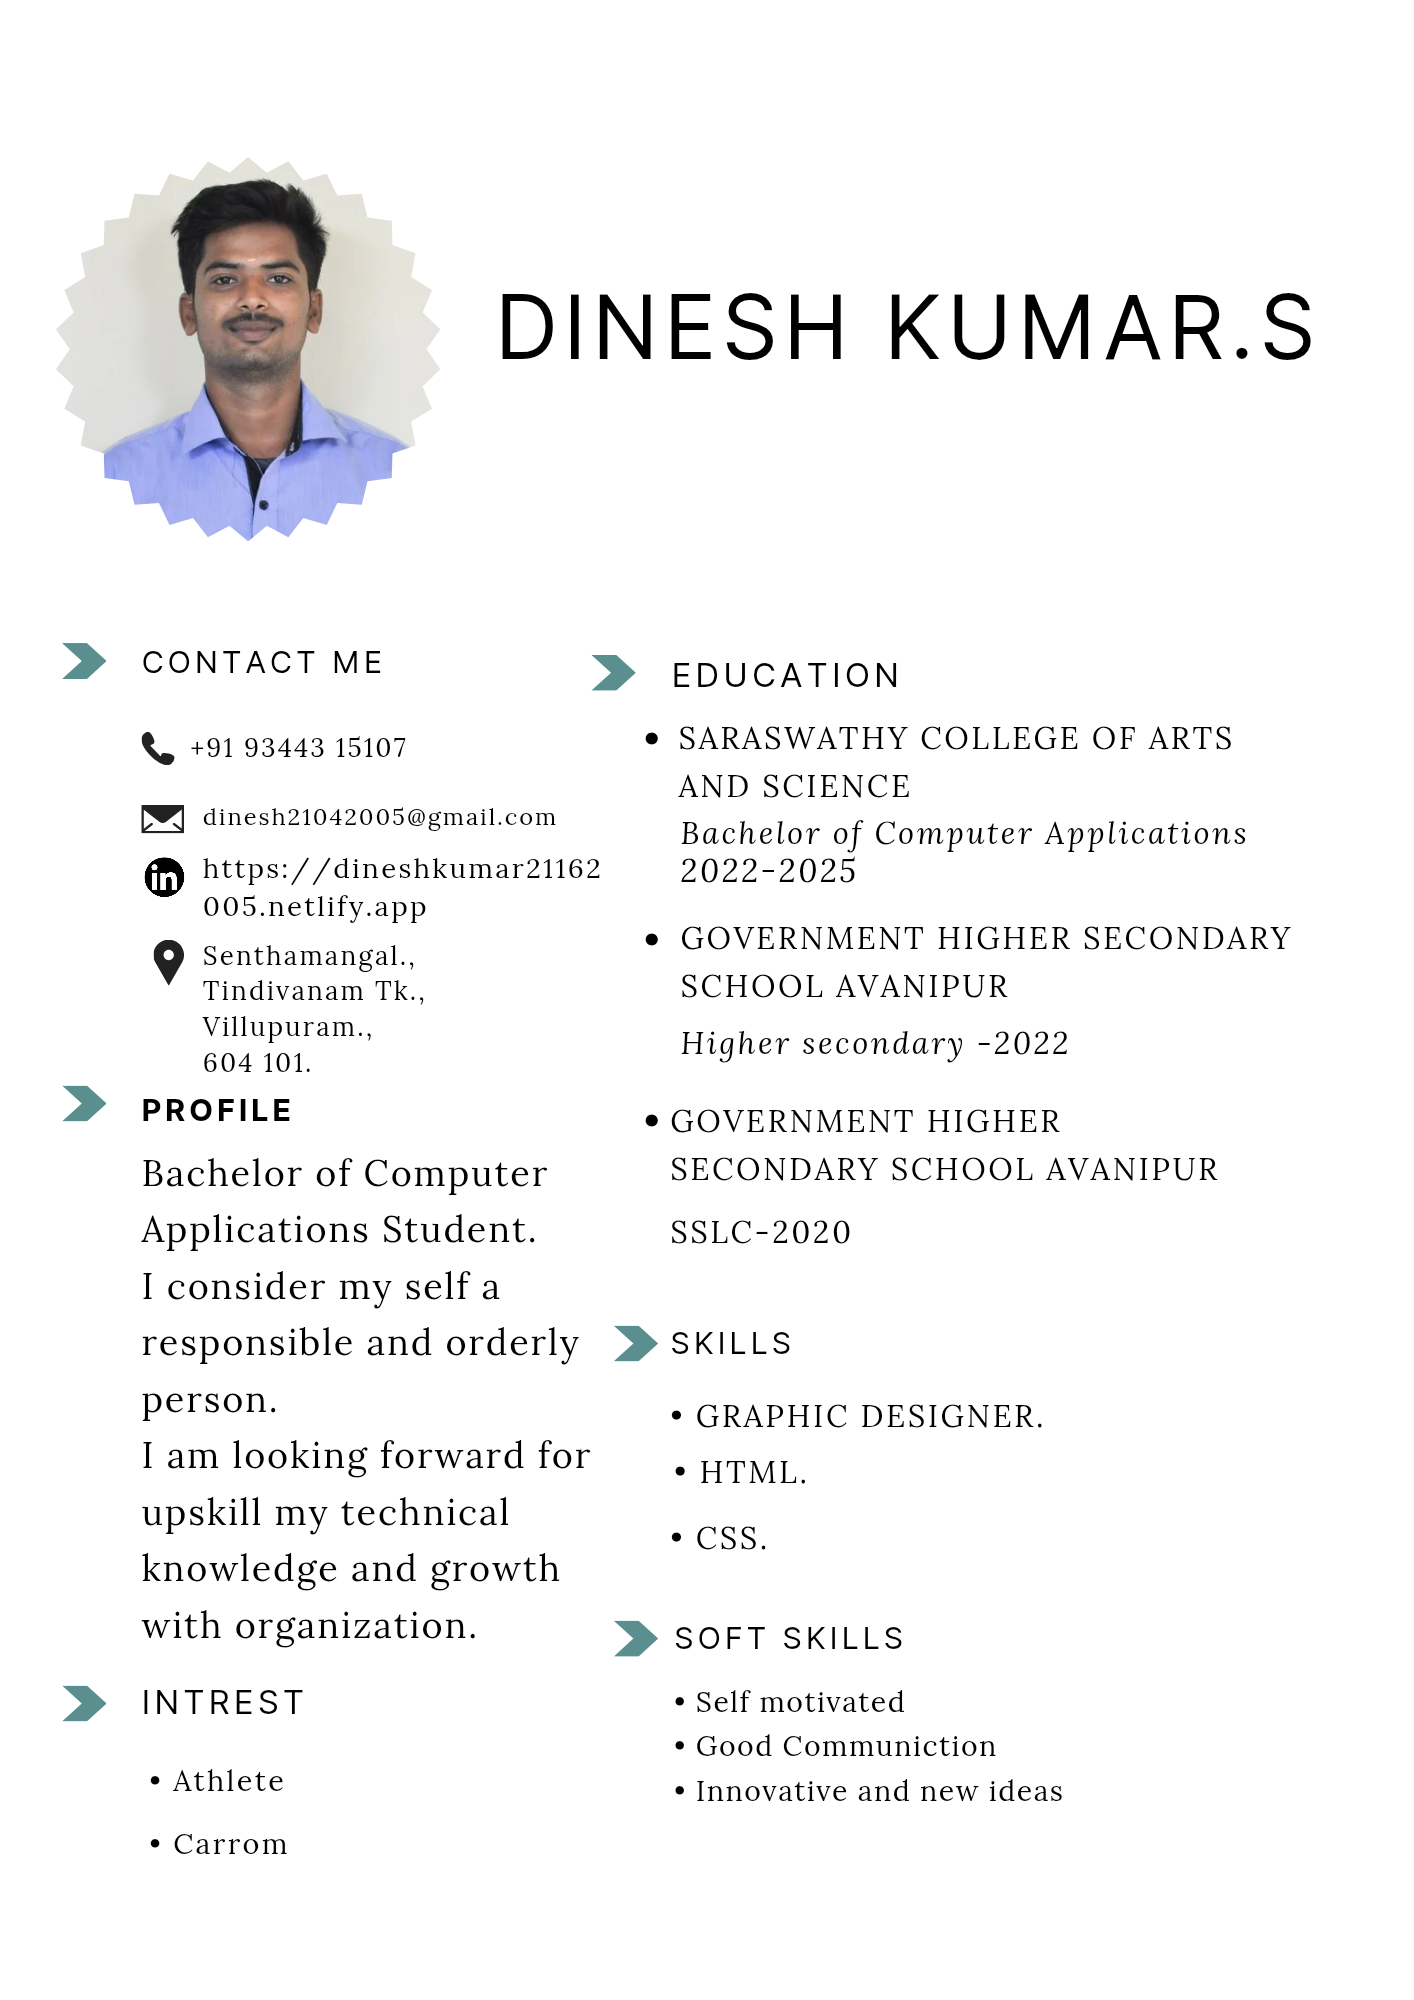 DINESH KUMAR.S
CONTACT ME
+91 93443 15107
dinesh21042005@gmail.com
in
https://dineshkumar21162
005.netlify.app
Senthamangal.,
Tindivanam Tk.,
Villupuram.,
604 101.
PROFILE
Bachelor of Computer
Applications Student.
I consider my self a
responsible and orderly
person.
I am looking forward for
upskill my technical
knowledge and growth
with organization.
INTREST
• Athlete
• Carrom
EDUCATION
• SARASWATHY COLLEGE OF ARTS
AND SCIENCE
Bachelor of Computer Applications
2022-2025
• GOVERNMENT HIGHER SECONDARY
SCHOOL AVANIPUR
Higher secondary -2022
• GOVERNMENT HIGHER
SECONDARY SCHOOL AVANIPUR
SSLC-2020
SKILLS
• GRAPHIC DESIGNER.
• HTML.
• CSS.
SOFT SKILLS
• Self motivated
• Good Communiction
• Innovative and new ideas